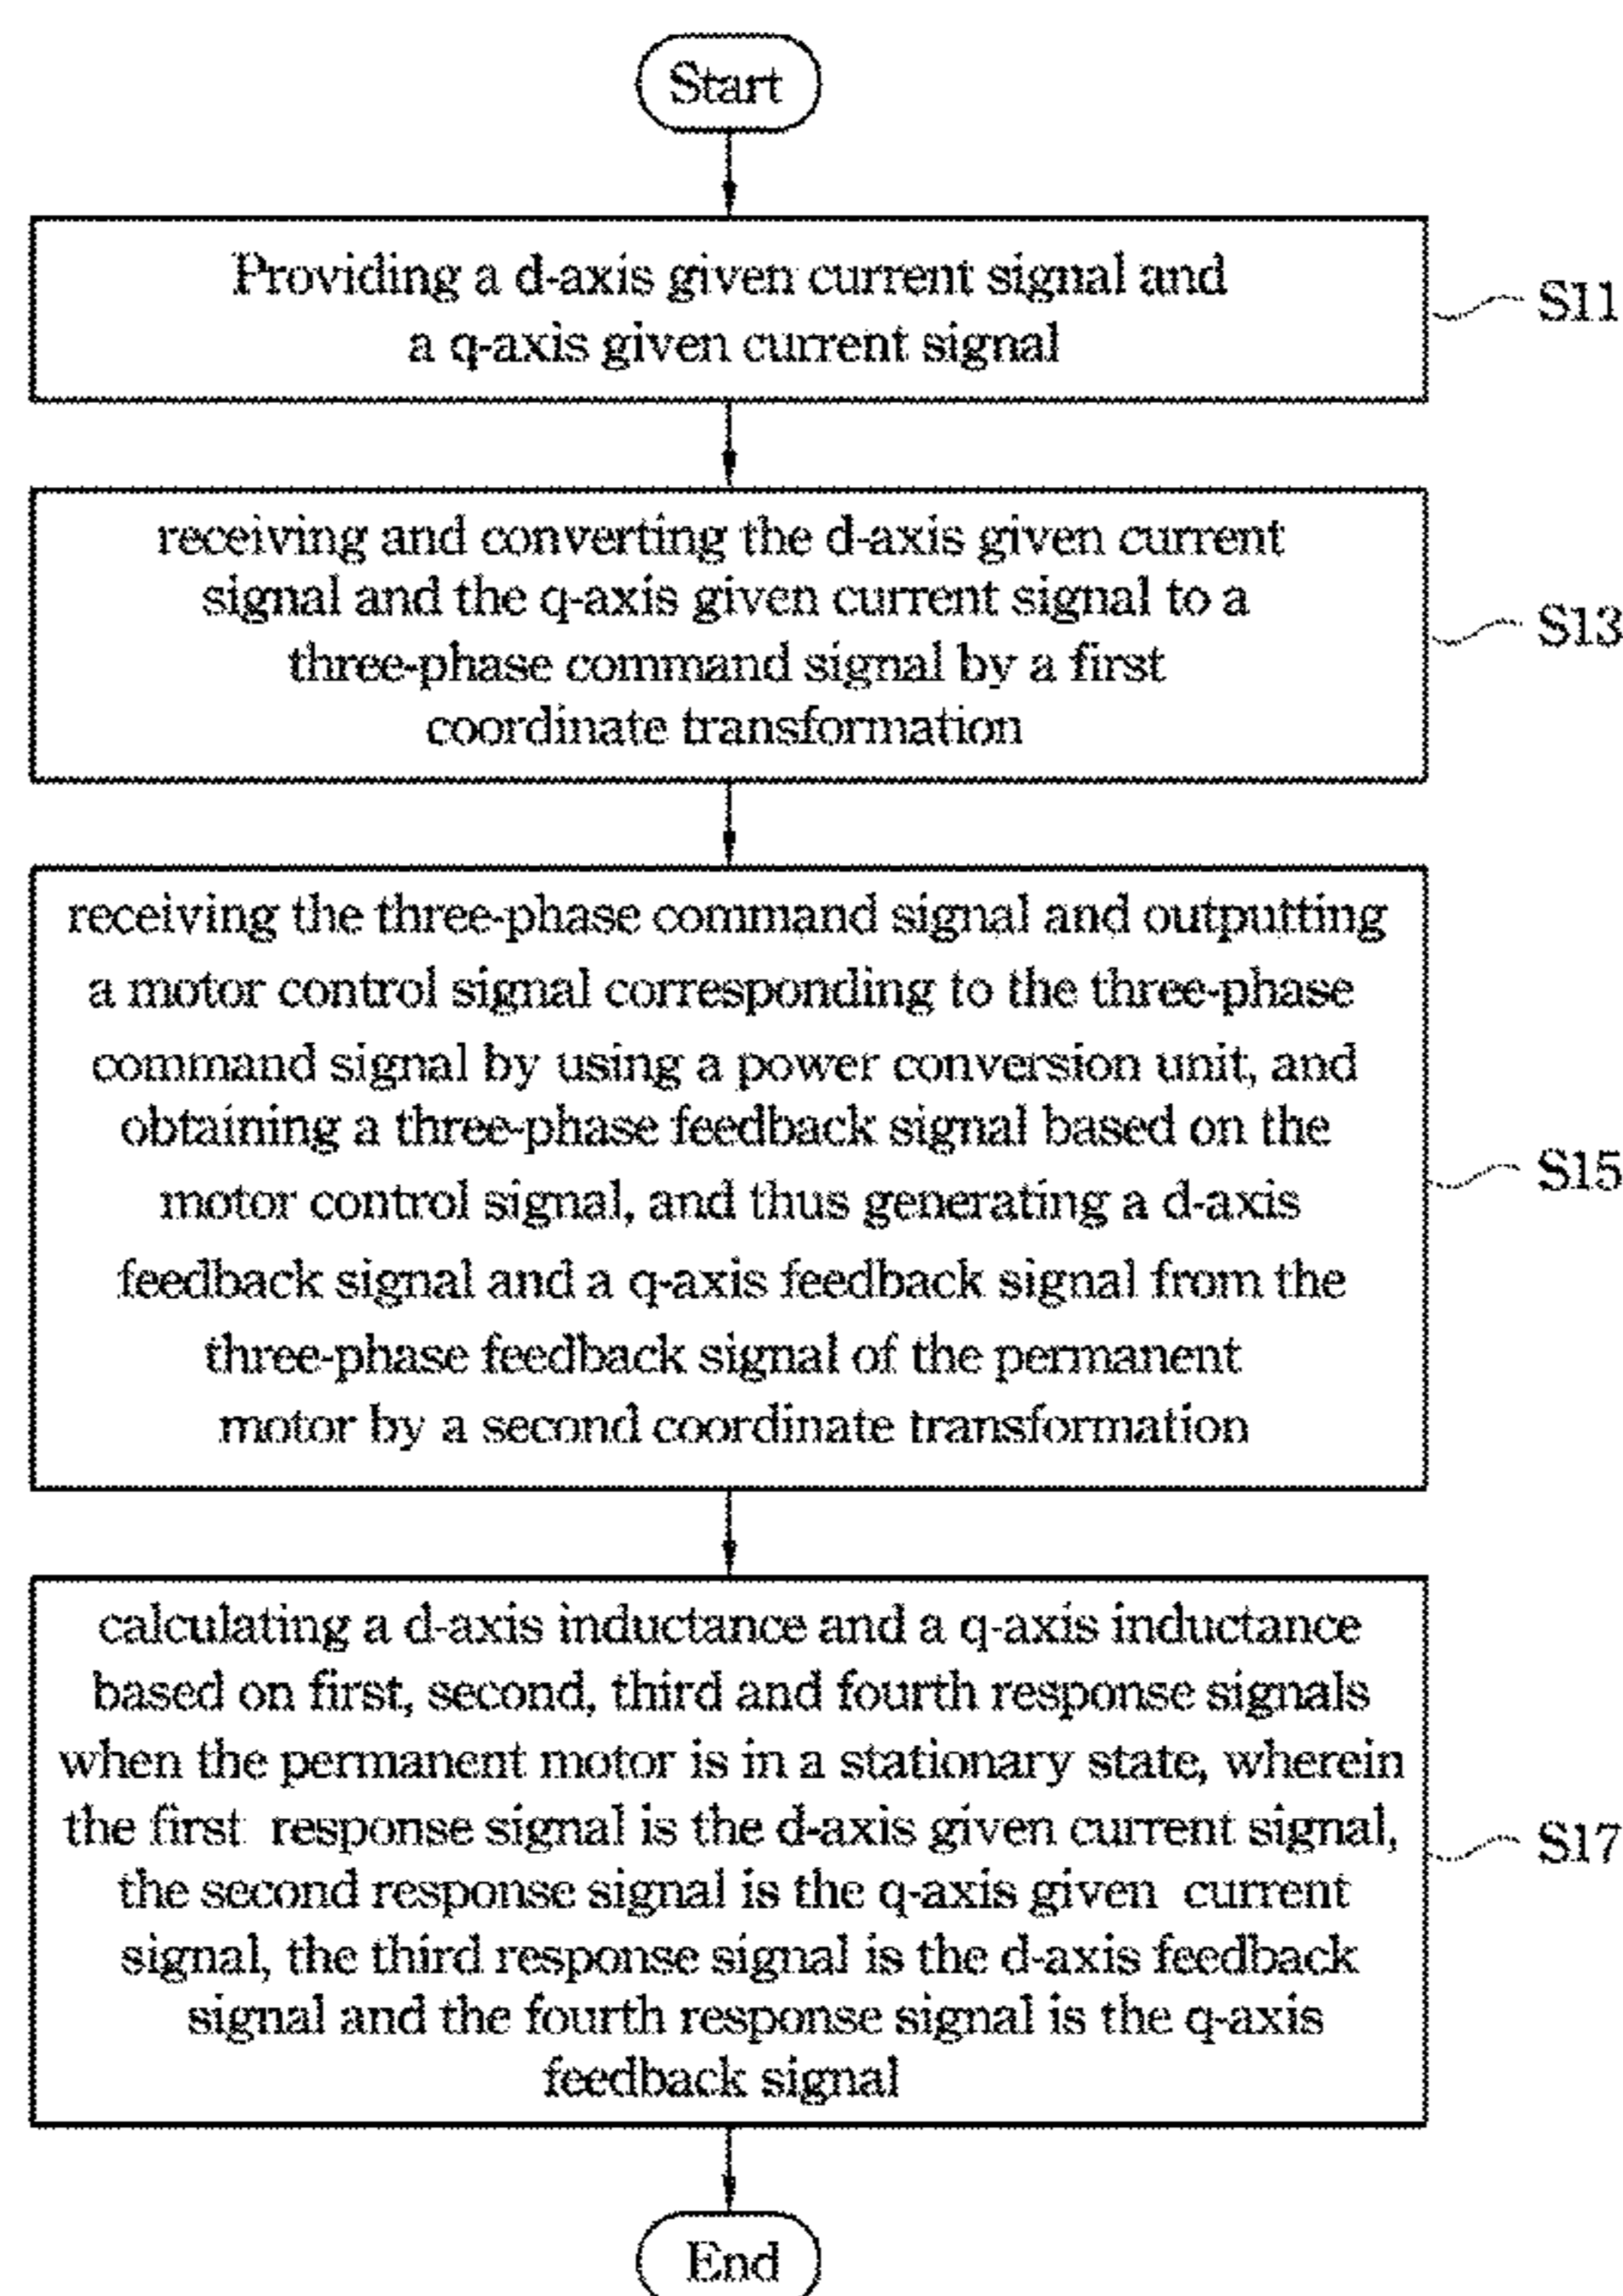 Start
Providing a d-axis given current signal and
a q-axis given current signal
S11
receiving and converting the d-axis given current
signal and the q-axis given current signal to a
three-phase command signal by a first
coordinate transformation
S13
receiving the three-phase command signal and outputting
a motor control signal corresponding to the three-phase
command signal by using a power conversion unit, and
obtaining a three-phase feedback signal based on the
motor control signal, and thus generating a d-axis
feedback signal and a q-axis feedback signal from the
three-phase feedback signal of the permanent
motor by a second coordinate transformation
S15
calculating a d-axis inductance and a q-axis inductance
based on first, second, third and fourth response signals
when the permanent motor is in a stationary state, wherein
the first response signal is the d-axis given current signal,
the second response signal is the q-axis given current
signal, the third response signal is the d-axis feedback
signal and the fourth response signal is the q-axis
feedback signal
S17
End